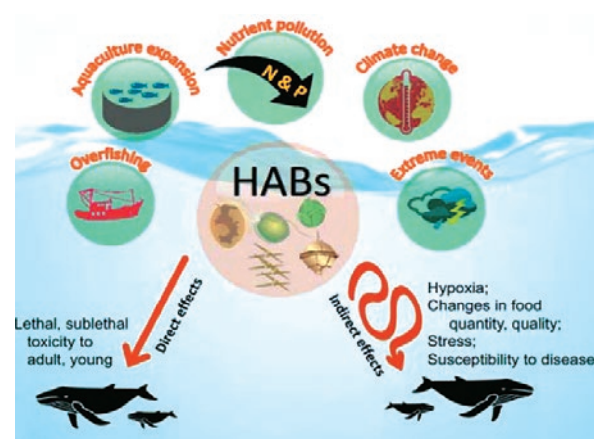 Nutrient pollution
N & P
Aquaculture expansion
Climate change
Overfishing
HABs
Extreme events
Direct effects
Lethal, sublethal
toxicity to
adult, young
Indirect effects
Hypoxia;
Changes in food
quantity, quality;
Stress;
Susceptibility to disease